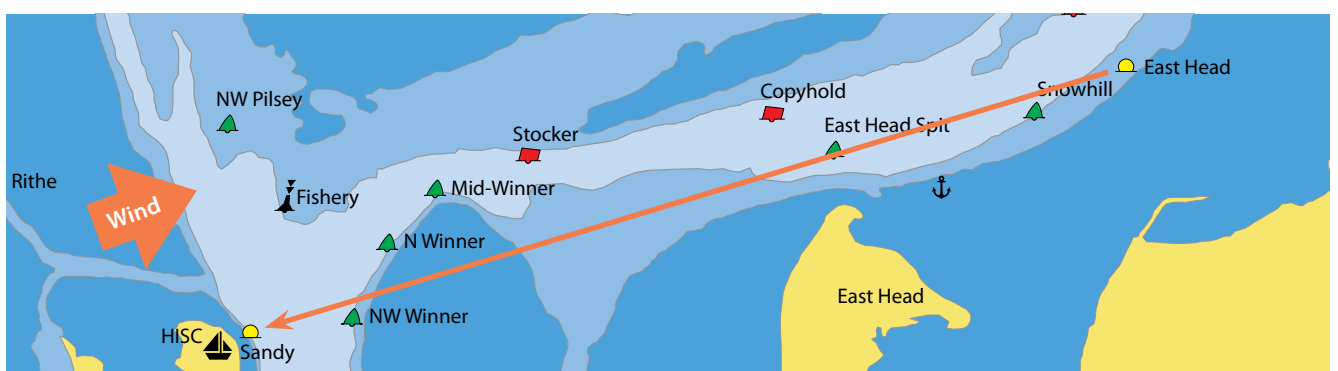 East Head
Snowhill
Copyhold
NW Pilsey
East Head Spit
Stocker
Rithe
Mid-Winner
Fishery
Wind
N Winner
East Head
NW Winner
HISC
Sandy